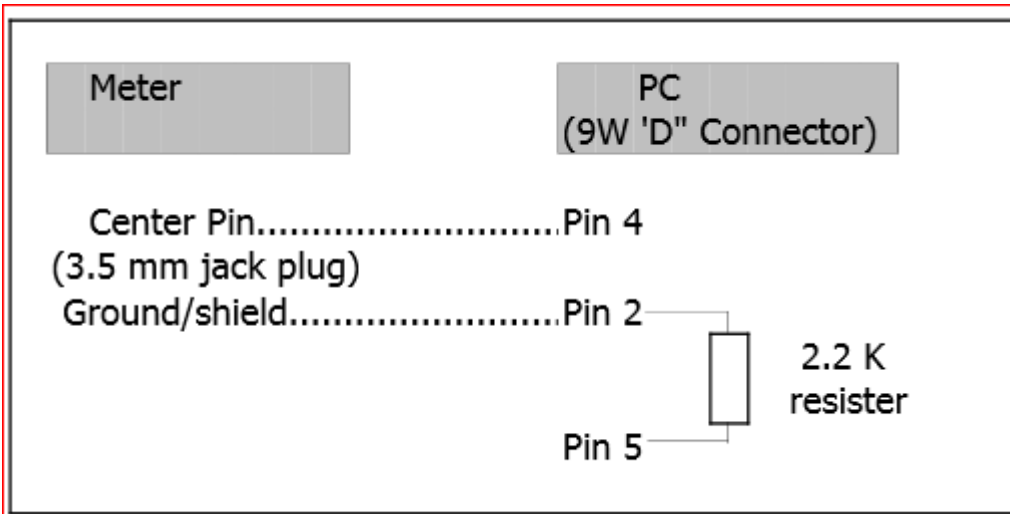 Meter
PC
(9W 'D" Connector)
Center Pin............................Pin 4
(3.5 mm jack plug)
Ground/shield.........................Pin 2
2.2 K
resister
Pin 5